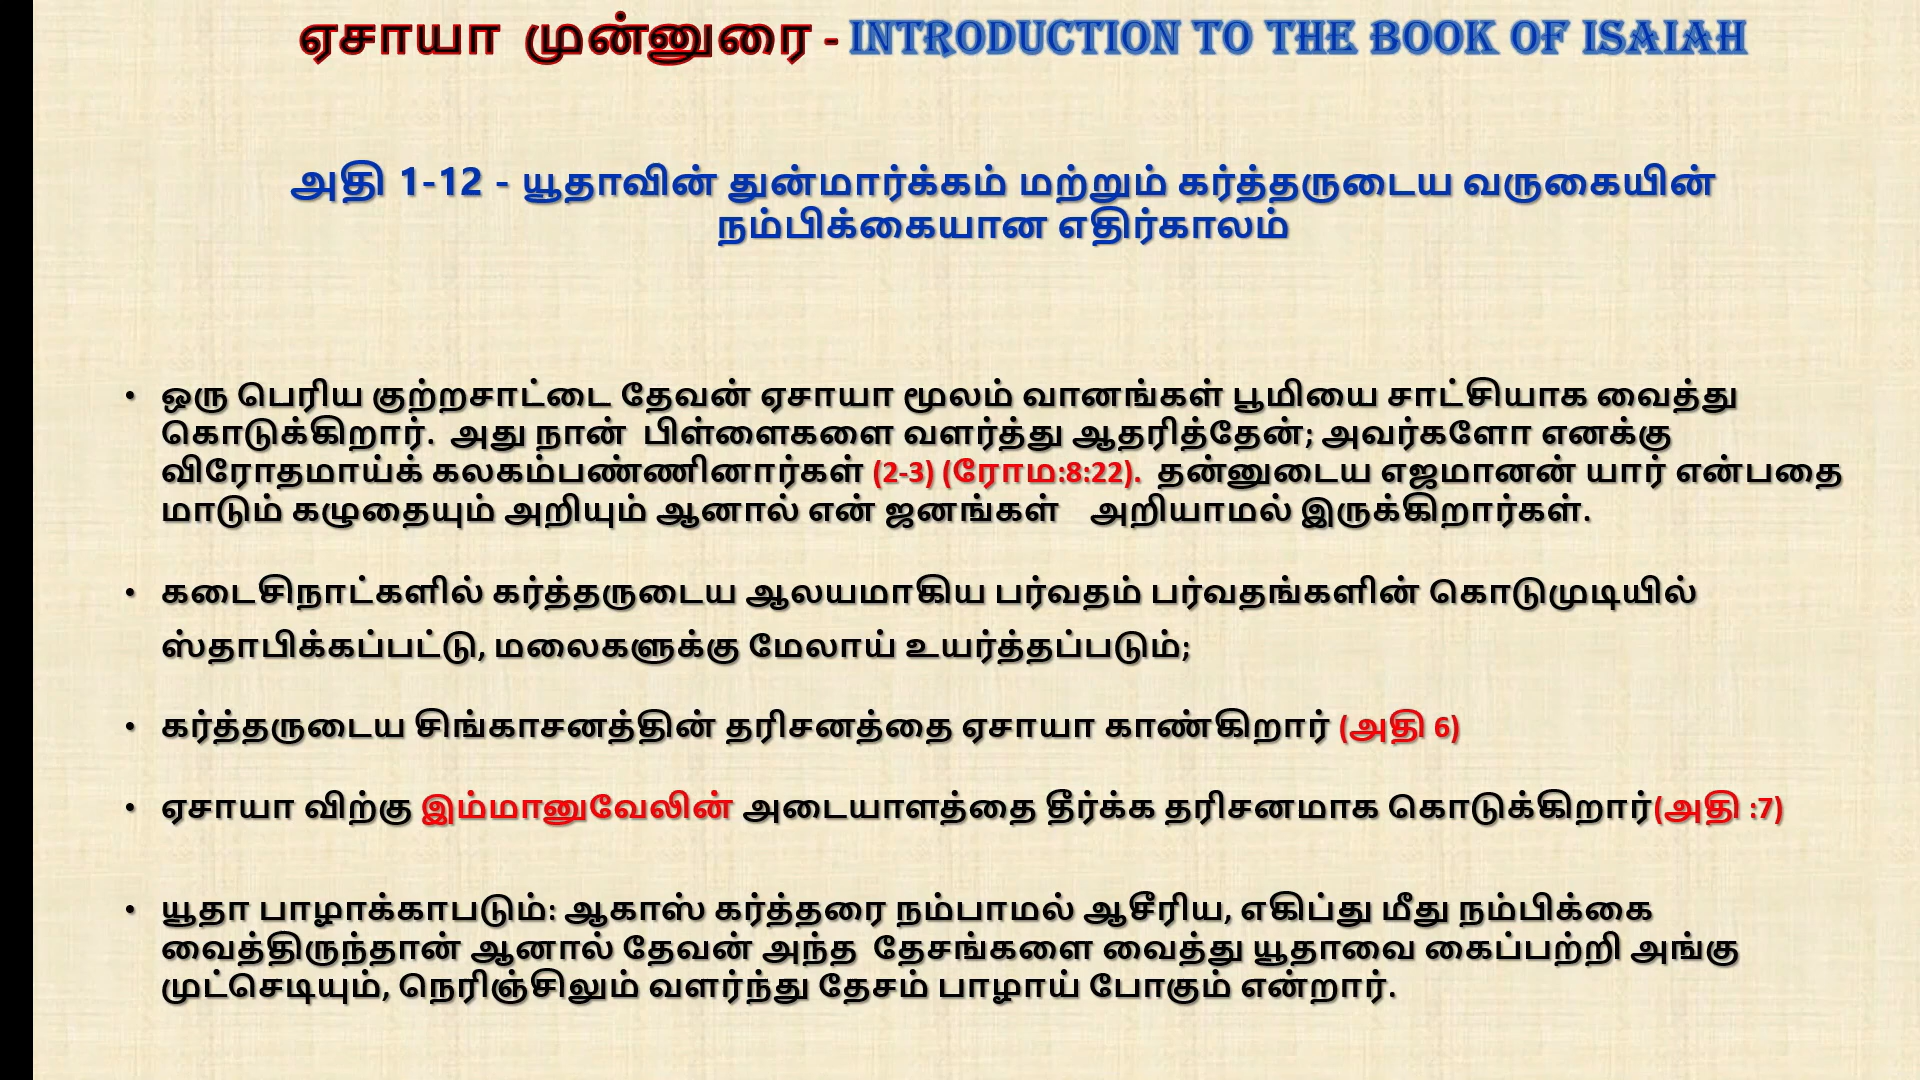 ஏசாயா முன்னுரை - INTRODUCTION TO THE BOOK OF ISAIAH
அதி 1-12 - யூதாவின் துன்மார்க்கம் மற்றும் கர்த்தருடைய வருகையின்
நம்பிக்கையான எதிர்காலம்
• ஒரு பெரிய குற்றசாட்டை தேவன் ஏசாயா மூலம் வானங்கள் பூமியை சாட்சியாக வைத்து
கொடுக்கிறார். அது நான் பிள்ளைகளை வளர்த்து ஆதரித்தேன்; அவர்களோ எனக்கு
விரோதமாய்க் கலகம்பண்ணினார்கள் (2-3) (ரோம:8:22). தன்னுடைய எஜமானன் யார் என்பதை
மாடும் கழுதையும் அறியும் ஆனால் என் ஜனங்கள் அறியாமல் இருக்கிறார்கள்.
• கடைசிநாட்களில் கர்த்தருடைய ஆலயமாகிய பர்வதம் பர்வதங்களின் கொடுமுடியில்
ஸ்தாபிக்கப்பட்டு, மலைகளுக்கு மேலாய் உயர்த்தப்படும்;
• கர்த்தருடைய சிங்காசனத்தின் தரிசனத்தை ஏசாயா காண்கிறார் (அதி 6)
• ஏசாயா விற்கு இம்மானுவேலின் அடையாளத்தை தீர்க்க தரிசனமாக கொடுக்கிறார்(அதி :7)
• யூதா பாழாக்காபடும்: ஆகாஸ் கர்த்தரை நம்பாமல் ஆசீரிய, எகிப்து மீது நம்பிக்கை
வைத்திருந்தான் ஆனால் தேவன் அந்த தேசங்களை வைத்து யூதாவை கைப்பற்றி அங்கு
முட்செடியும், நெரிஞ்சிலும் வளர்ந்து தேசம் பாழாய் போகும் என்றார்.